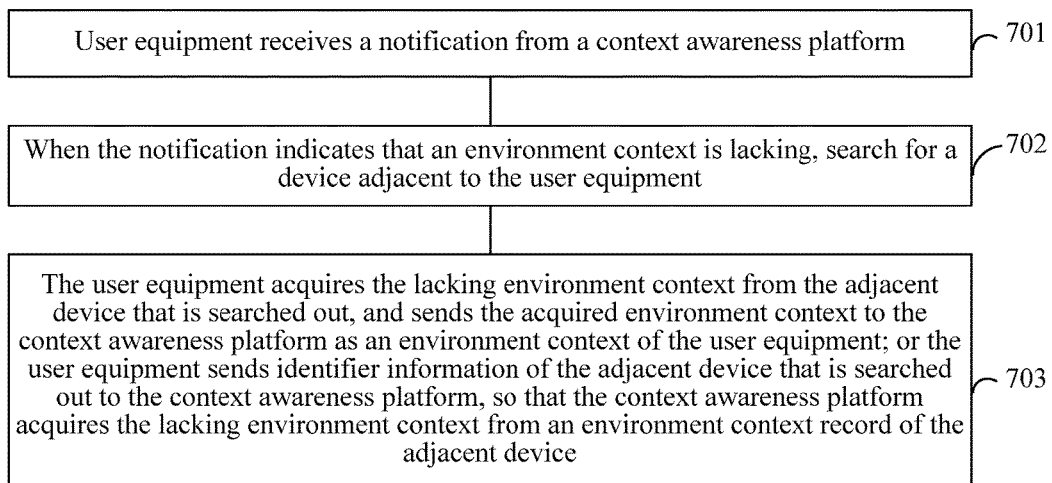 User equipment receives a notification from a context awareness platform
701
When the notification indicates that an environment context is lacking, search for a
device adjacent to the user equipment
702
The user equipment acquires the lacking environment context from the adjacent
device that is searched out, and sends the acquired environment context to the
context awareness platform as an environment context of the user equipment; or the
user equipment sends identifier information of the adjacent device that is searched
out to the context awareness platform, so that the context awareness platform
acquires the lacking environment context from an environment context record of the
adjacent device
703